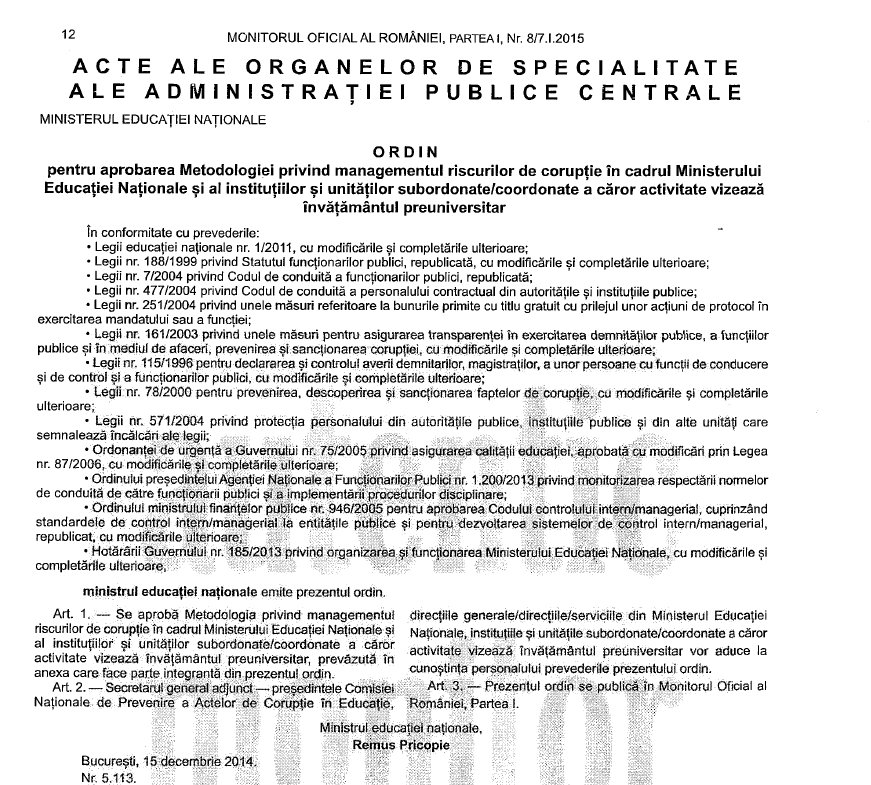 12
MONITORUL OFICIAL AL ROMÂNIEI, PARTEA I, Nr. 8/7.I.2015
ACTE ALE ORGANELOR DE SPECIALITATE
ALE ADMINISTRAȚIEI PUBLICE CENTRALE
MINISTERUL EDUCAȚIEI NAȚIONALE
ORDIN
pentru aprobarea Metodologiei privind managementul riscurilor de corupție în cadrul Ministerului
Educației Naționale și al instituțiilor și unităților subordonate/coordonate a căror activitate vizează
învățământul preuniversitar
În conformitate cu prevederile:
• Legii educației naționale nr. 1/2011, cu modificările și completările ulterioare;
• Legii nr. 188/1999 privind Statutul funcționarilor publici, republicată, cu modificările și completările ulterioare;
• Legii nr. 7/2004 privind Codul de conduită a funcționarilor publici, republicată;
• Legii nr. 477/2004 privind Codul de conduită a personalului contractual din autoritățile și instituțiile publice;
• Legii nr. 251/2004 privind unele măsuri referitoare la bunurile primite cu titlu gratuit cu prilejul unor acțiuni de protocol în
exercitarea mandatului sau a funcției;
• Legii nr. 161/2003 privind unele măsuri pentru asigurarea transparenței în exercitarea demnităților publice, a funcțiilor
publice și în mediul de afaceri, prevenirea și sancționarea corupției, cu modificările și completările ulterioare;
• Legii nr. 115/1996 pentru declararea și controlul averii demnitarilor, magistraților, a unor persoane cu funcții de conducere
și de control și a funcționarilor publici, cu modificările și completările ulterioare;
• Legii nr. 78/2000 pentru prevenirea, descoperirea și sancționarea faptelor de corupție, cu modificările și completările
ulterioare;
• Legii nr. 571/2004 privind protecția personalului din autoritățile publice, instituțiile publice și din alte unități care
semnalează încălcări ale legii;
• Ordonanței de urgență a Guvernului nr. 75/2005 privind asigurarea calității educației, aprobată cu modificări prin Legea
nr. 87/2006, cu modificările și completările ulterioare;
• Ordinului președintelui Agenției Naționale a Funcționarilor Publici nr. 1.200/2013 privind monitorizarea respectării normelor
de conduită de către funcționarii publici și a implementării procedurilor disciplinare;
• Ordinului ministrului finanțelor publice nr. 946/2005 pentru aprobarea Codului controlului intern/managerial, cuprinzând
standardele de control intern/managerial la entitățile publice și pentru dezvoltarea sistemelor de control intern/managerial,
republicat, cu modificările ulterioare;
• Hotărârii Guvernului nr. 185/2013 privind organizarea și funcționarea Ministerului Educației Naționale, cu modificările și
completările ulterioare,
ministrul educației naționale emite prezentul ordin.
Art. 1. — Se aprobă Metodologia privind managementul
riscurilor de corupție în cadrul Ministerului Educației Naționale și
al instituțiilor și unităților subordonate/coordonate a căror
activitate vizează învățământul preuniversitar, prevăzută în
anexa care face parte integrantă din prezentul ordin.
Art. 2. — Secretarul general adjunct — președintele Comisiei
Naționale de Prevenire a Actelor de Corupție în Educație,
direcțiile generale/direcțiile/serviciile din Ministerul Educației
Naționale, instituțiile și unitățile subordonate/coordonate a căror
activitate vizează învățământul preuniversitar vor aduce la
cunoștința personalului prevederile prezentului ordin.
Art. 3. — Prezentul ordin se publică în Monitorul Oficial al
României, Partea I.
Ministrul educației naționale,
Remus Pricopie
București, 15 decembrie 2014.
Nr. 5.113.